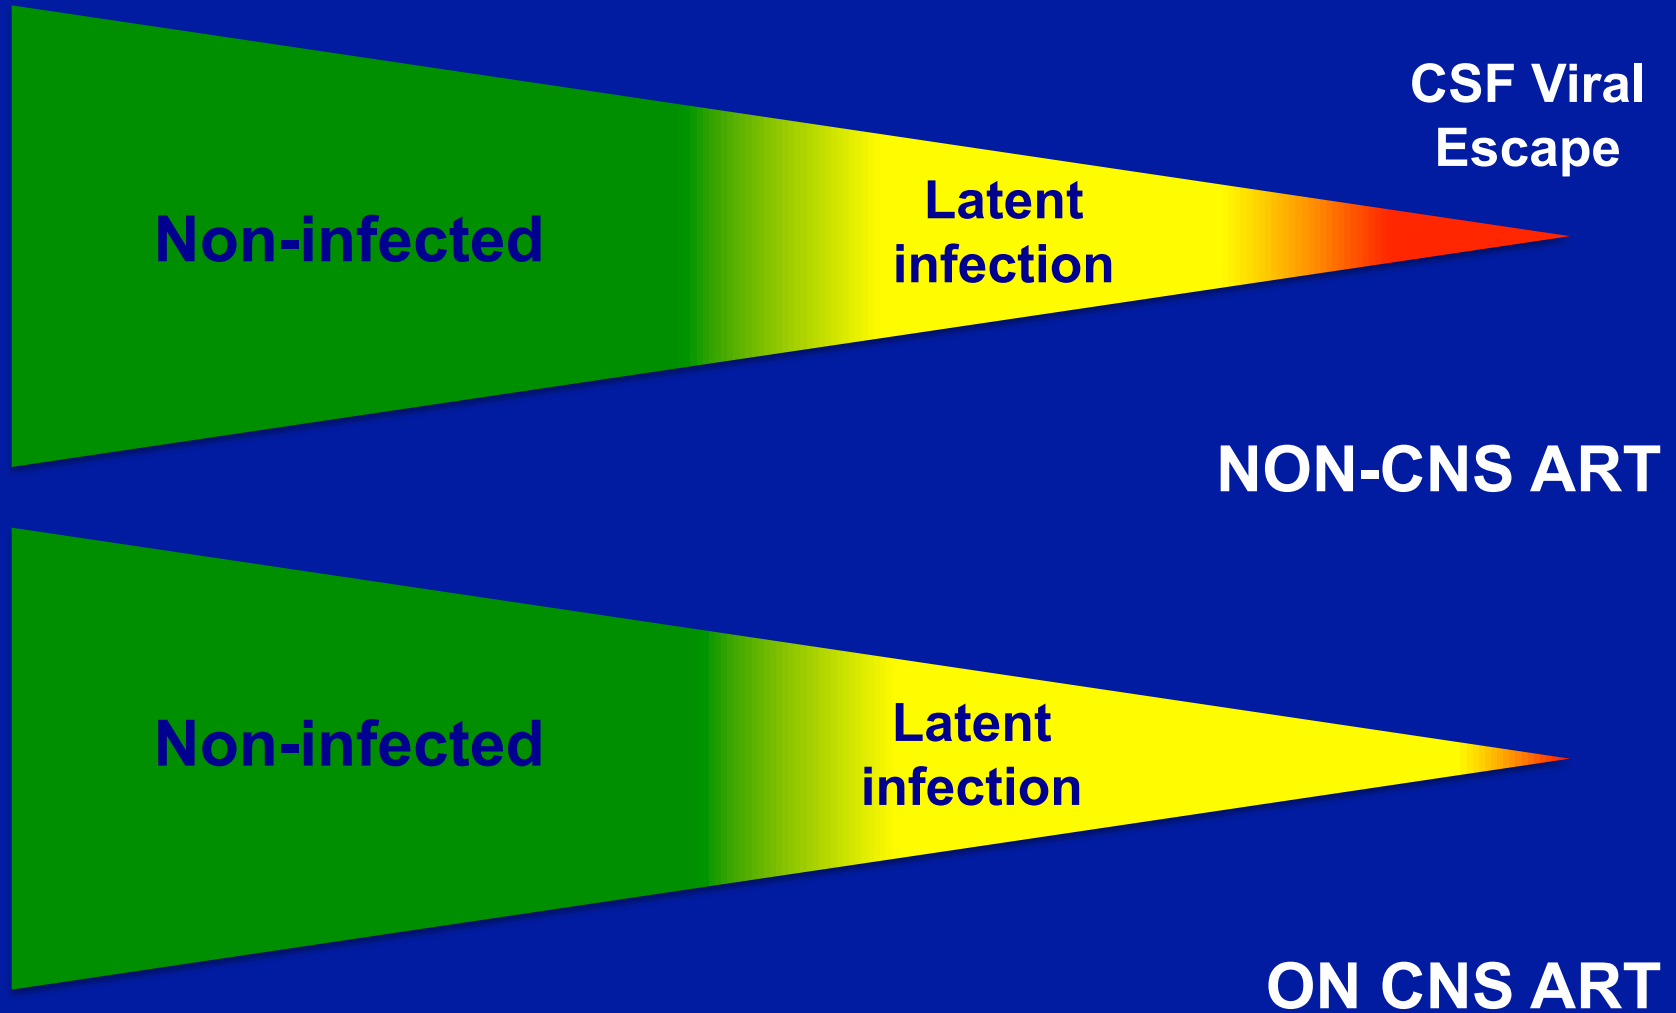 CSF Viral
Escape
Non-infected
Latent
infection
NON-CNS ART
Non-infected
Latent
infection
ON CNS ART